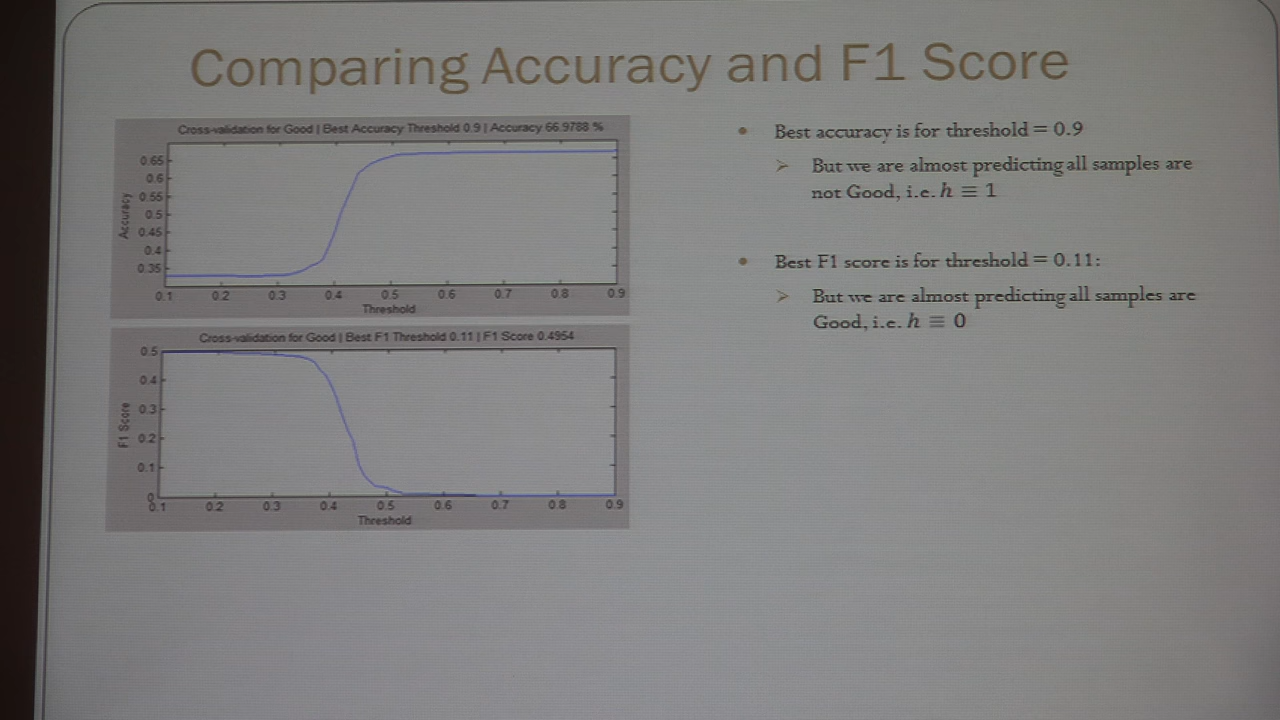 Comparing Accuracy and F1 Score
Cross-validation for Good | Best Accuracy Threshold 0.9 | Accuracy 66.9788 %
0.65
0.6
0.55
0.5
0.45
0.4
0.35
Accuracy
0.1 0.2 0.3 0.4 0.5 0.6 0.7 0.8 0.9
Threshold
Cross-validation for Good | Best F1 Threshold 0.11 | F1 Score 0.4954
0.5
0.4
0.3
0.2
0.1
0
F1 Score
0.1 0.2 0.3 0.4 0.5 0.6 0.7 0.8 0.9
Threshold
• Best accuracy is for threshold = 0.9
➢ But we are almost predicting all samples are
not Good, i.e. h ≡ 1
• Best F1 score is for threshold = 0.11:
➢ But we are almost predicting all samples are
Good, i.e. h ≡ 0